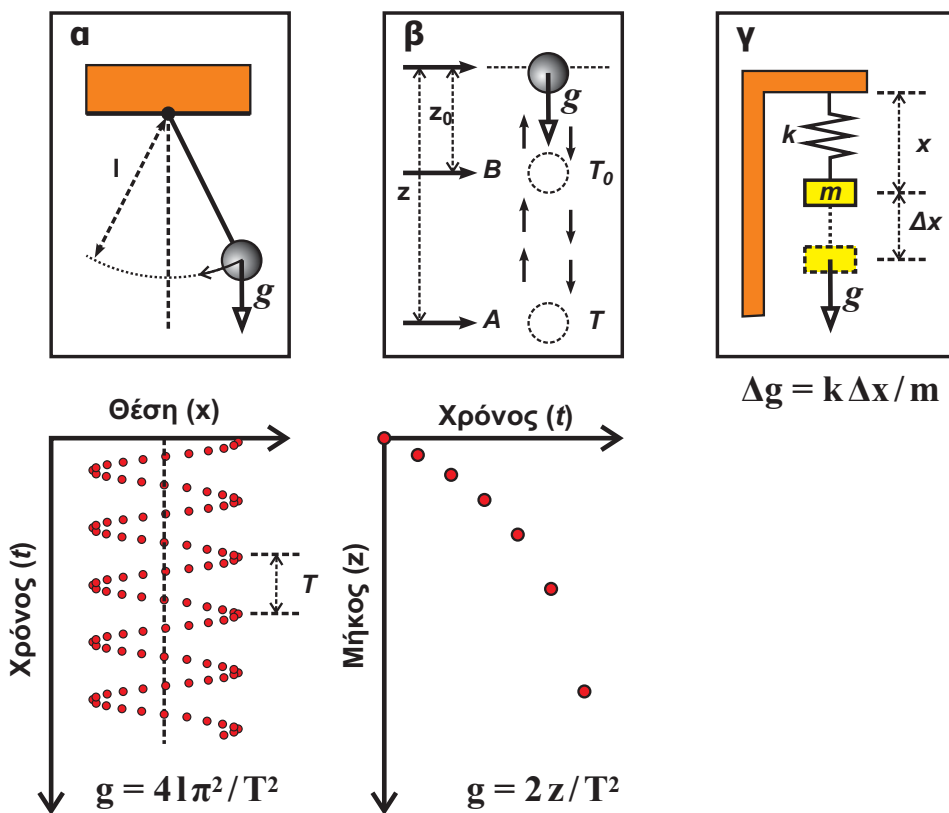 α
l
g
β
z₀
z
B
A
g
T₀
T
γ
k
m
x
Δx
g
Δg = k Δx / m
Θέση (x)
Χρόνος (t)
T
g = 4 l π² / T²
Χρόνος (t)
Μήκος (z)
g = 2 z / T²